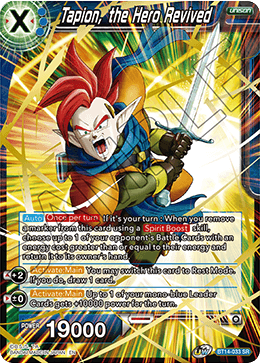 X
Tapion, the Hero Revived
UNISON
Auto Once per turn If it's your turn : When you remove
a marker from this card using a Spirit Boost skill,
choose up to 1 of your opponent's Battle Cards with an
energy cost greater than or equal to their energy and
return it to its owner's hand.
+2 Activate:Main You may switch this card to Rest Mode.
If you do, draw 1 card.
-2 Activate:Main Up to 1 of your mono-blue Leader
Cards gets +10000 power for the turn.
POWER 19000
BT14-033 SR